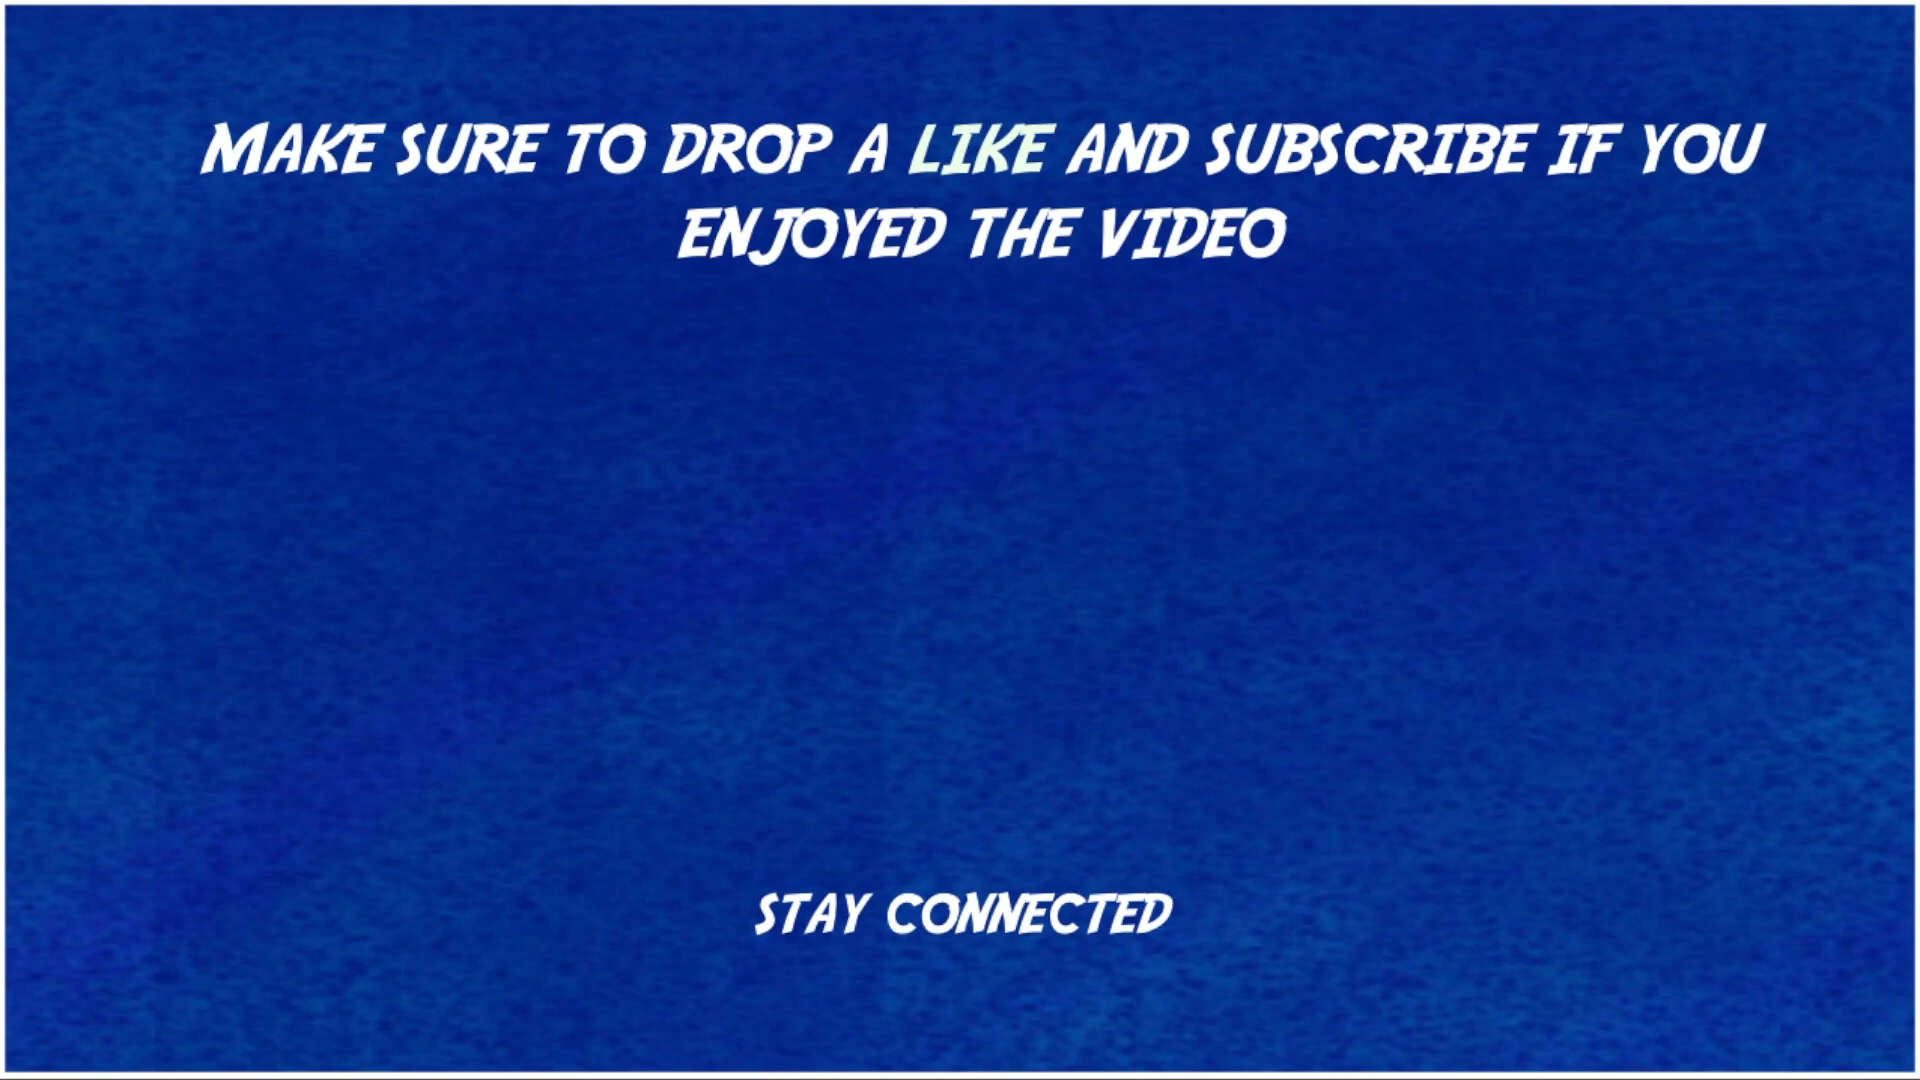 MAKE SURE TO DROP A LIKE AND SUBSCRIBE IF YOU
ENJOYED THE VIDEO
STAY CONNECTED